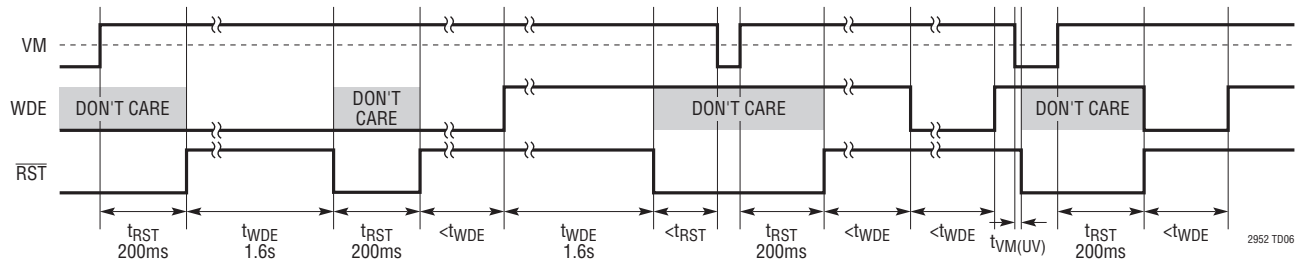 VM
WDE
DON'T CARE
DON'T
CARE
DON'T CARE
DON'T CARE
RST
tRST
200ms
tWDE
1.6s
tRST
200ms
<tWDE
tWDE
1.6s
<tRST
tRST
200ms
<tWDE
<tWDE
tVM(UV)
tRST
200ms
<tWDE
2952 TD06